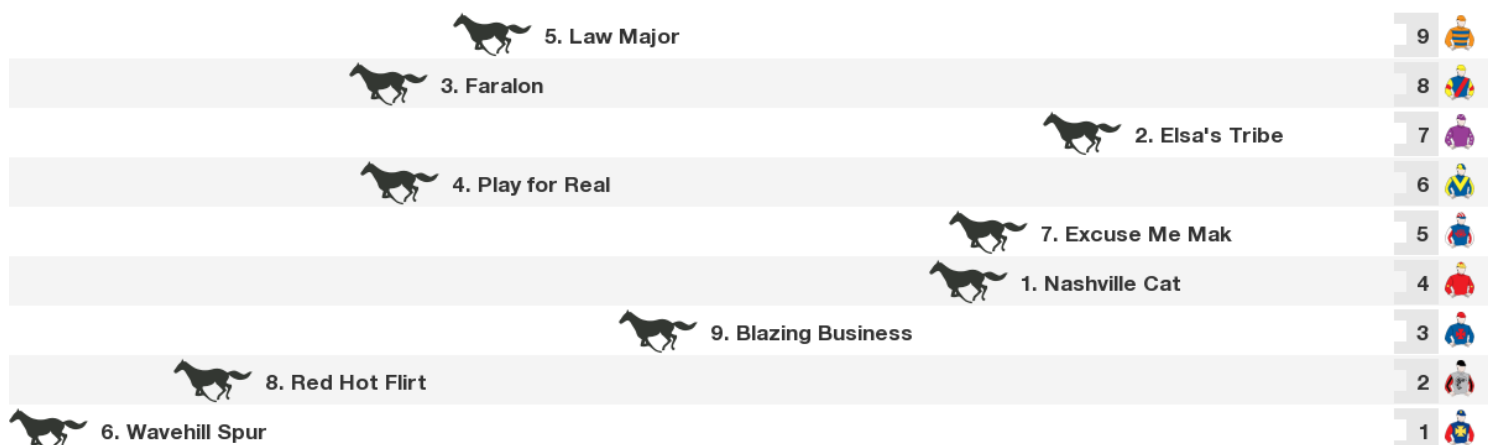 5. Law Major 9
3. Faralon 8
2. Elsa's Tribe 7
4. Play for Real 6
7. Excuse Me Mak 5
1. Nashville Cat 4
9. Blazing Business 3
8. Red Hot Flirt 2
6. Wavehill Spur 1